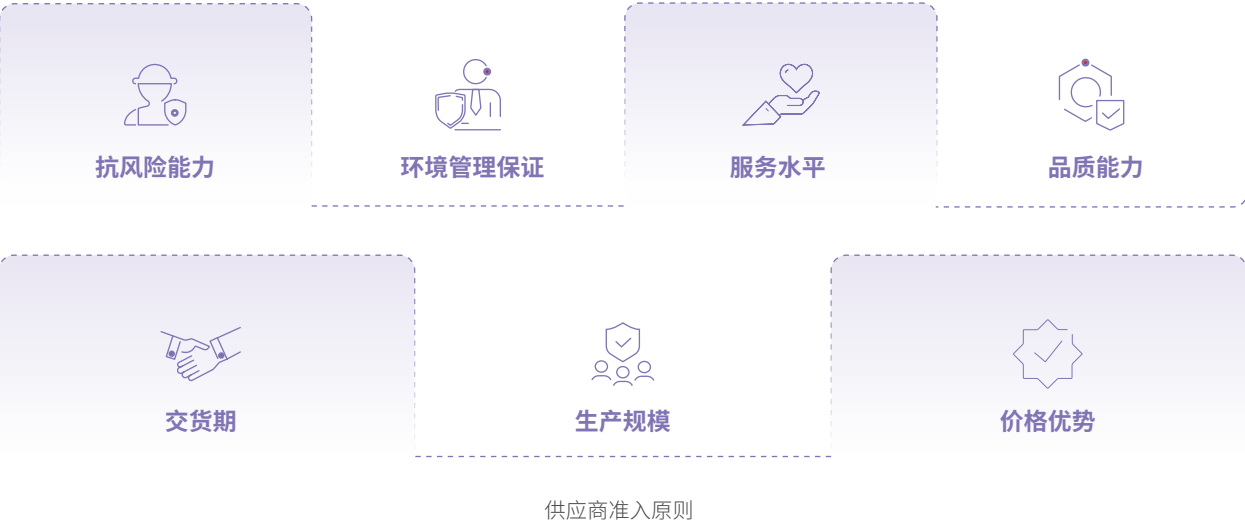 抗风险能力
环境管理保证
服务水平
品质能力
交货期
生产规模
价格优势
供应商准入原则